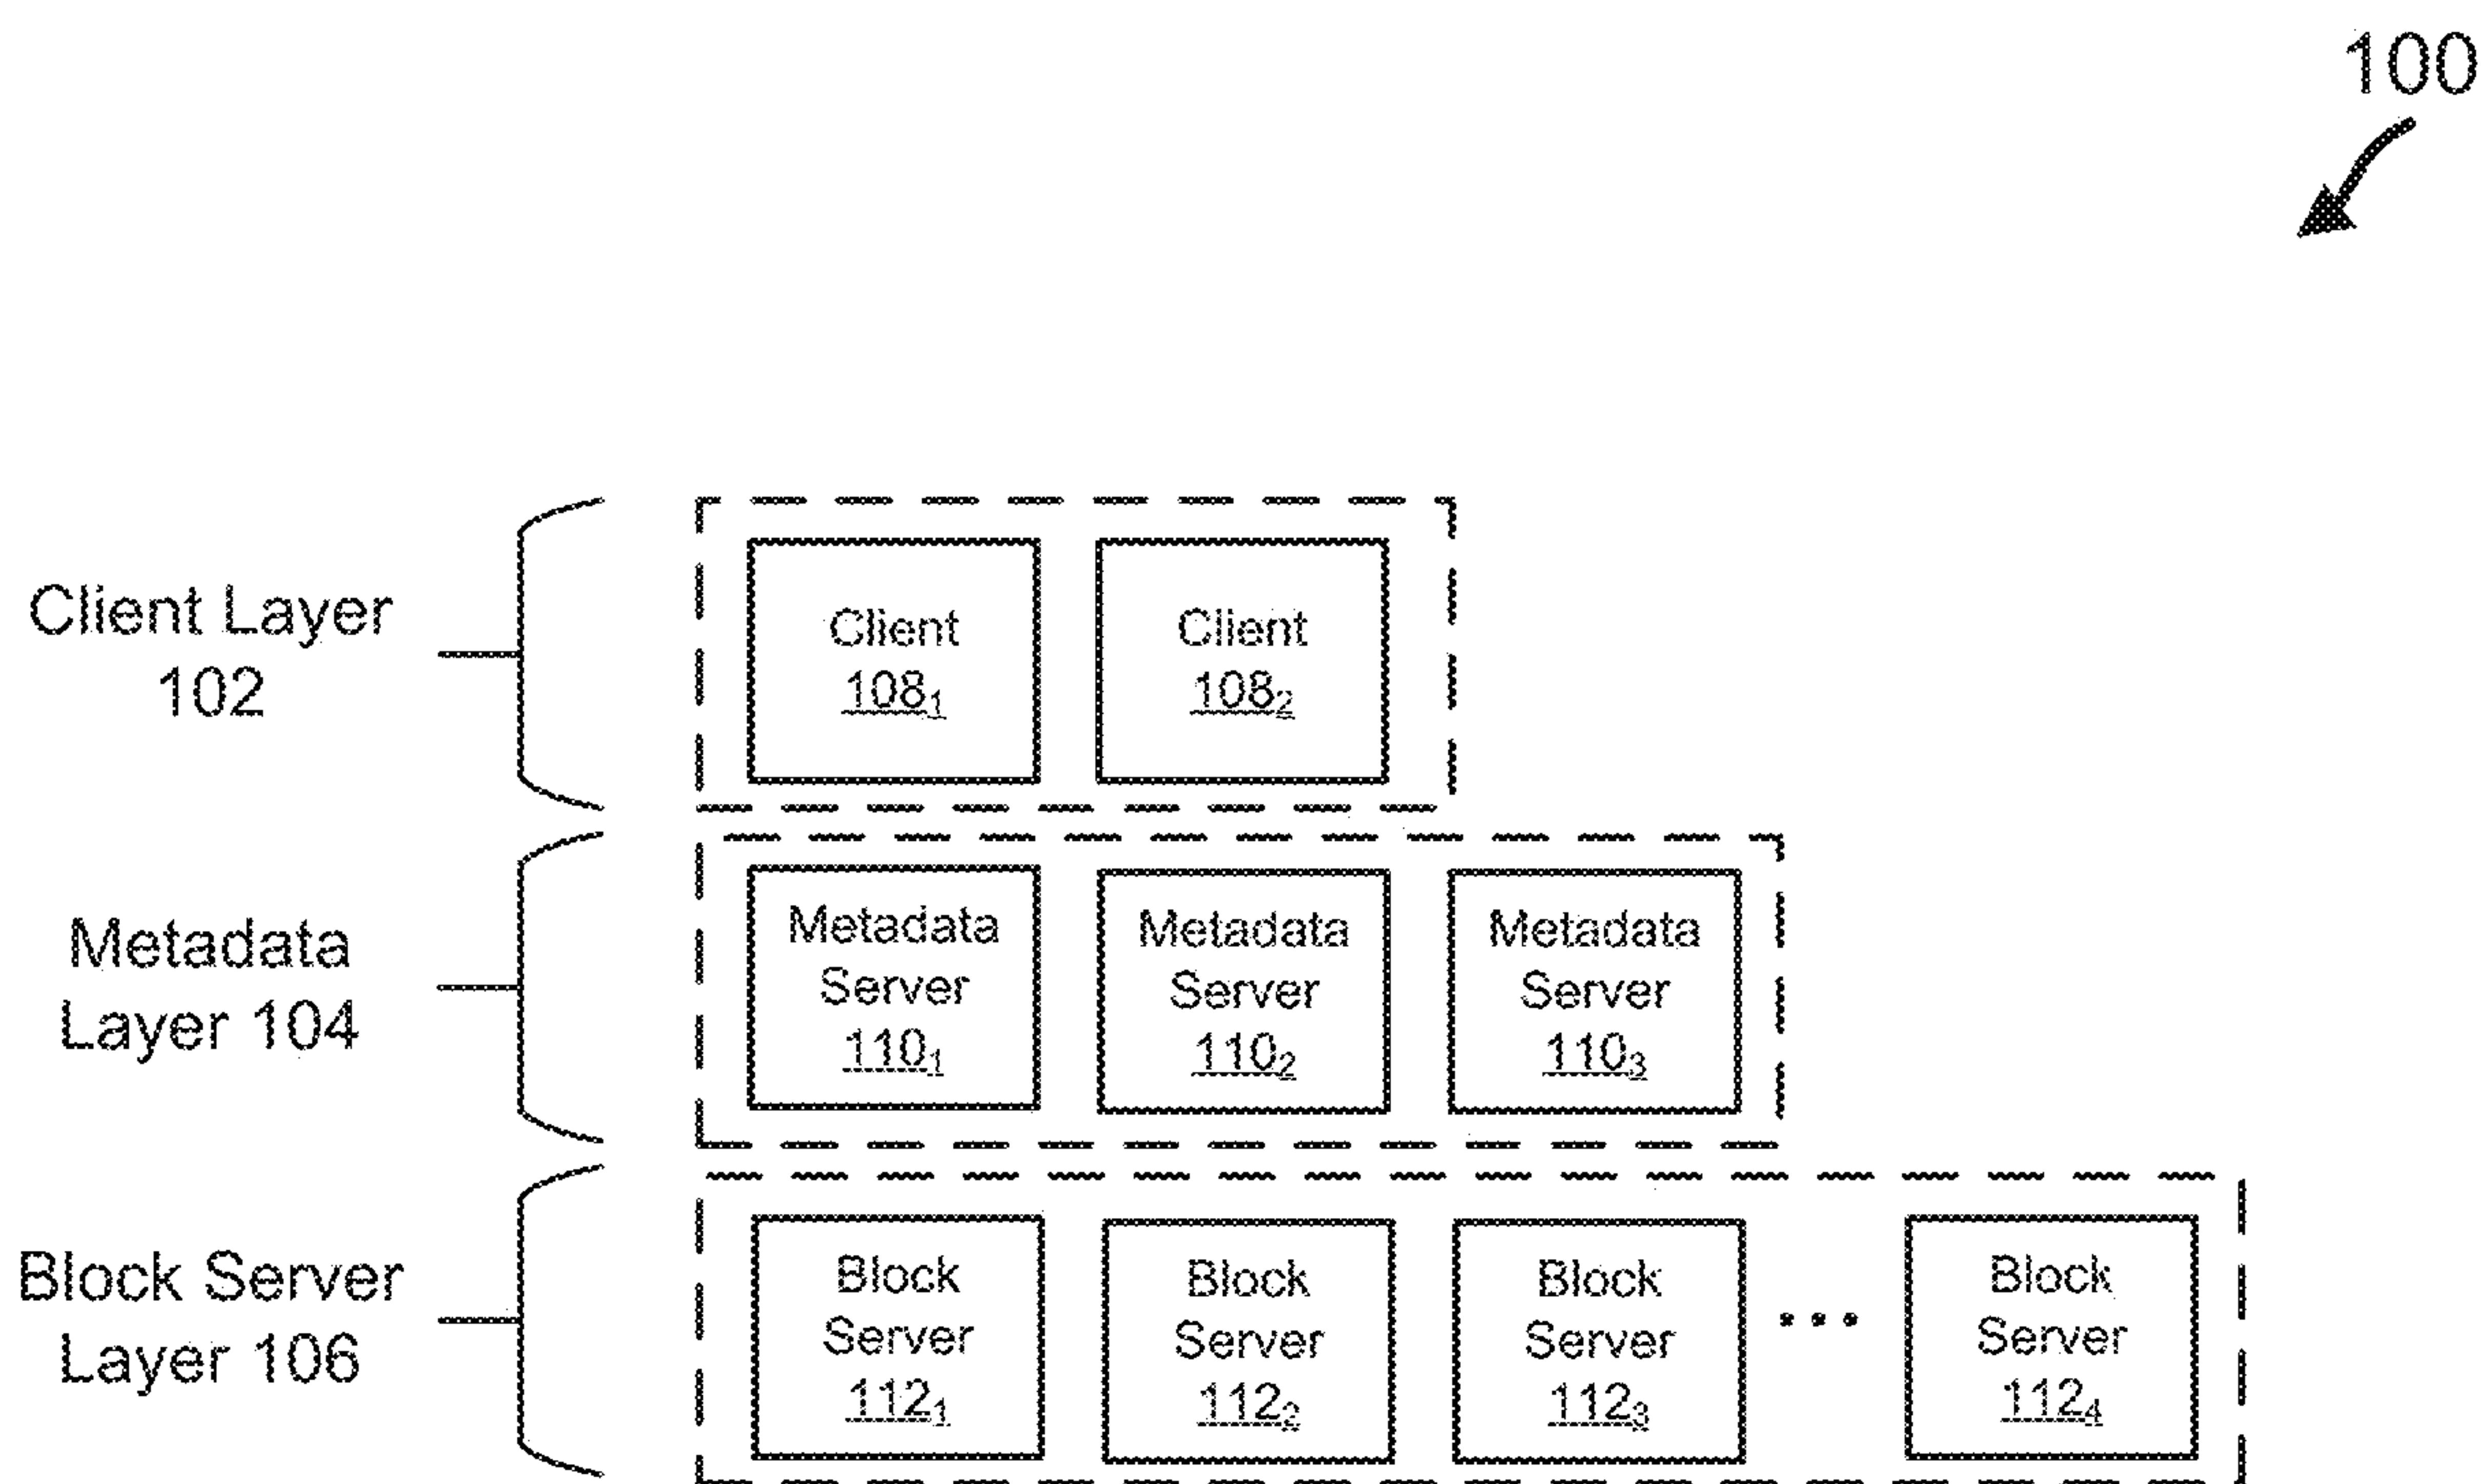 100
Client Layer
102
Client
108₁
Client
108₂
Metadata
Layer 104
Metadata
Server
110₁
Metadata
Server
110₂
Metadata
Server
110₃
Block Server
Layer 106
Block
Server
112₁
Block
Server
112₂
Block
Server
112₃
...
Block
Server
112₄